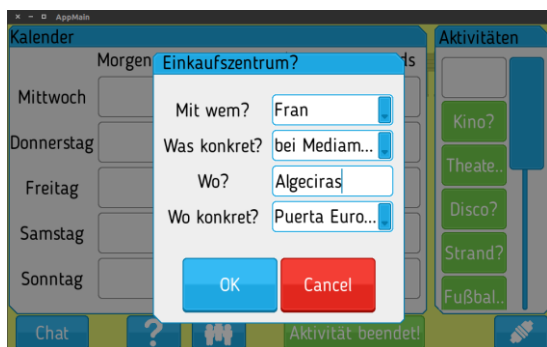 AppMain
Kalender
Aktivitäten
Morgen
ds
Einkaufszentrum?
Mittwoch
Mit wem? Fran
Kino?
Donnerstag
Was konkret? bei Mediam...
Theate..
Freitag
Wo? Algeciras
Disco?
Samstag
Wo konkret? Puerta Euro...
Strand?
Sonntag
OK Cancel
Fußbal..
Chat ? Aktivität beendet!